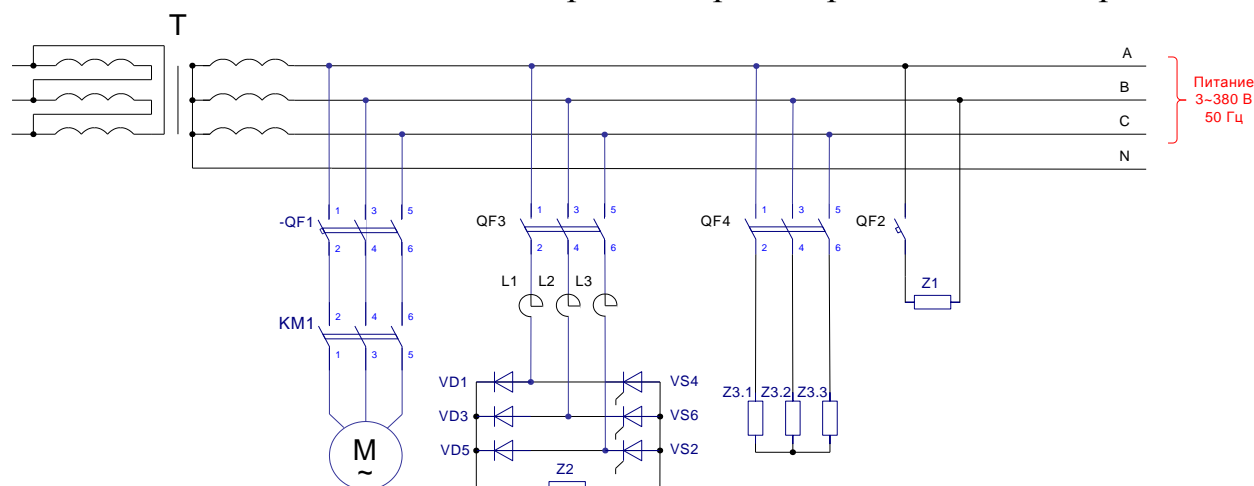 T
A
B
C
N
Питание
3~380 В
50 Гц
-QF1
1 3 5
2 4 6
QF3
1 3 5
2 4 6
QF4
1 3 5
2 4 6
QF2
L1 L2 L3
Z1
KM1
2 4 6
1 3 5
VD1 VS4
Z3.1 Z3.2 Z3.3
VD3 VS6
VD5 VS2
M
~
Z2